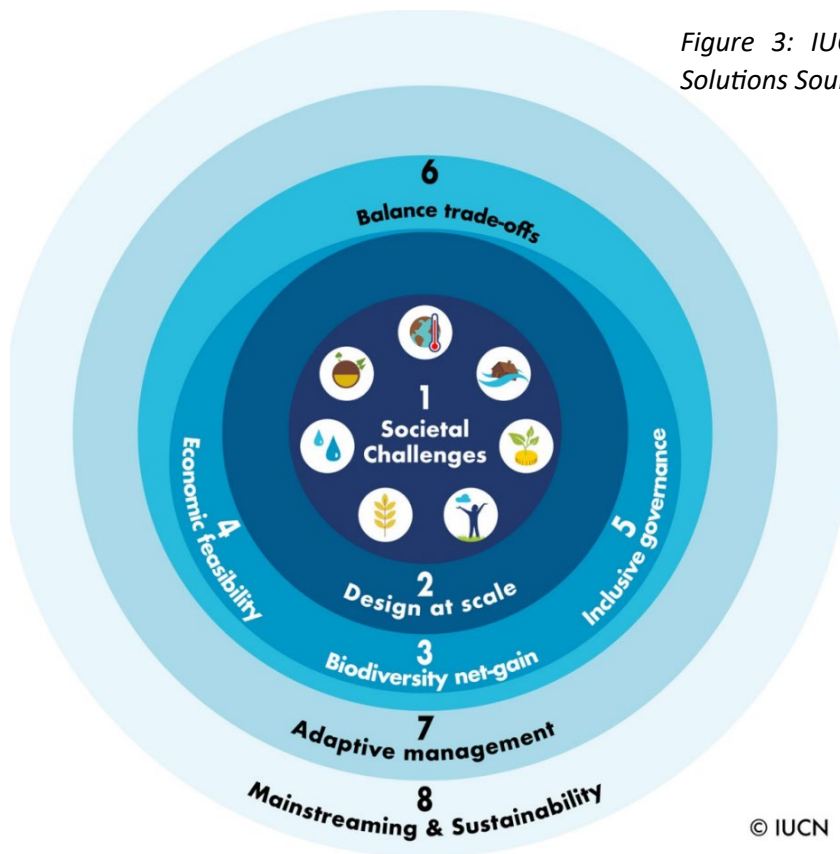 Figure 3: IUC
Solutions Sou
6
Balance trade-offs
1
Societal
Challenges
4
Economic feasibility
5
Inclusive governance
2
Design at scale
3
Biodiversity net-gain
7
Adaptive management
8
Mainstreaming & Sustainability
© IUCN